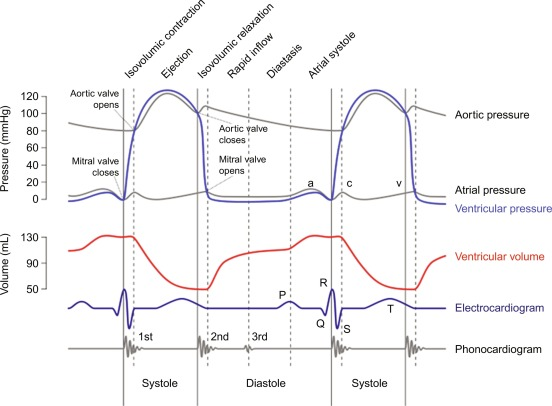 Isovolumic contraction
Ejection
Isovolumic relaxation
Rapid inflow
Diastasis
Atrial systole
Pressure (mmHg)
120
100
80
60
40
20
0
Aortic valve
opens
Mitral valve
closes
Aortic valve
closes
Mitral valve
opens
a
c
v
Aortic pressure
Atrial pressure
Ventricular pressure
Volume (mL)
130
90
50
Ventricular volume
P
R
Q
S
T
Electrocardiogram
1st
2nd
3rd
Phonocardiogram
Systole
Diastole
Systole